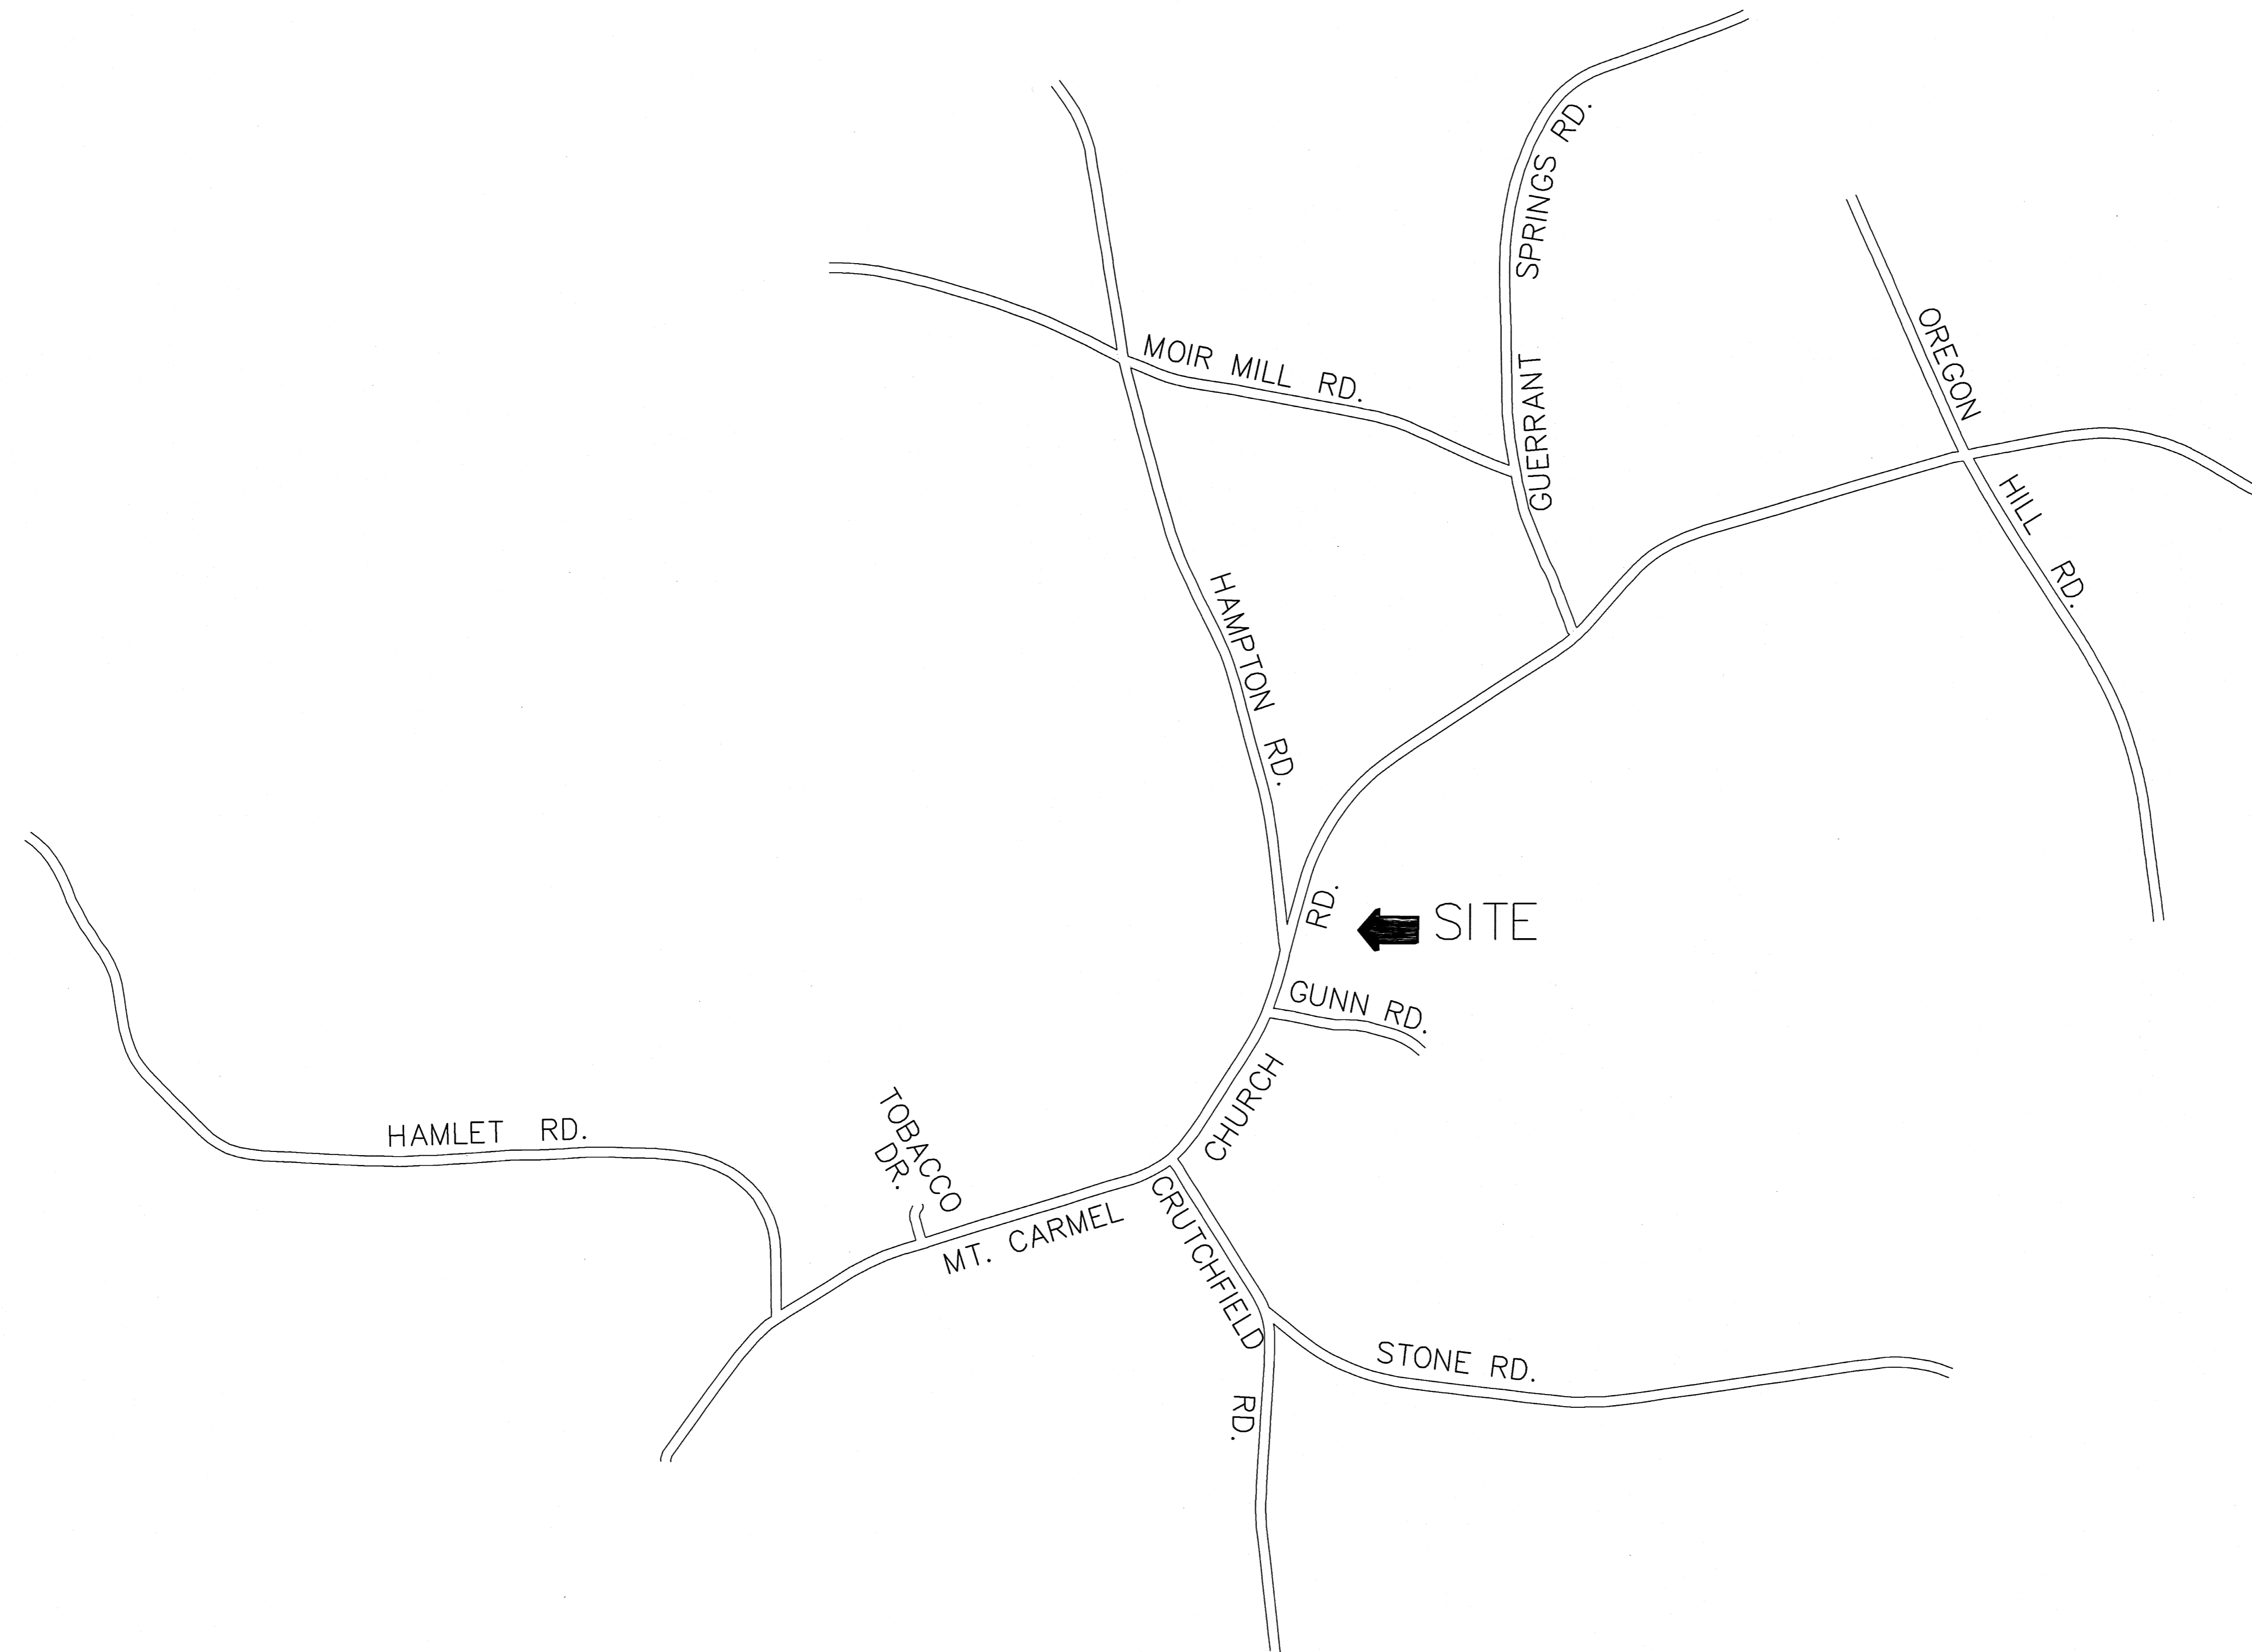 GUERRANT SPRINGS RD.
OREGON HILL RD.
MOIR MILL RD.
HAMPTON RD.
SITE
GUNN RD.
MT. CARMEL CHURCH RD.
HAMLET RD.
TOBACCO
DR.
CRUTCHFIELD RD.
STONE RD.